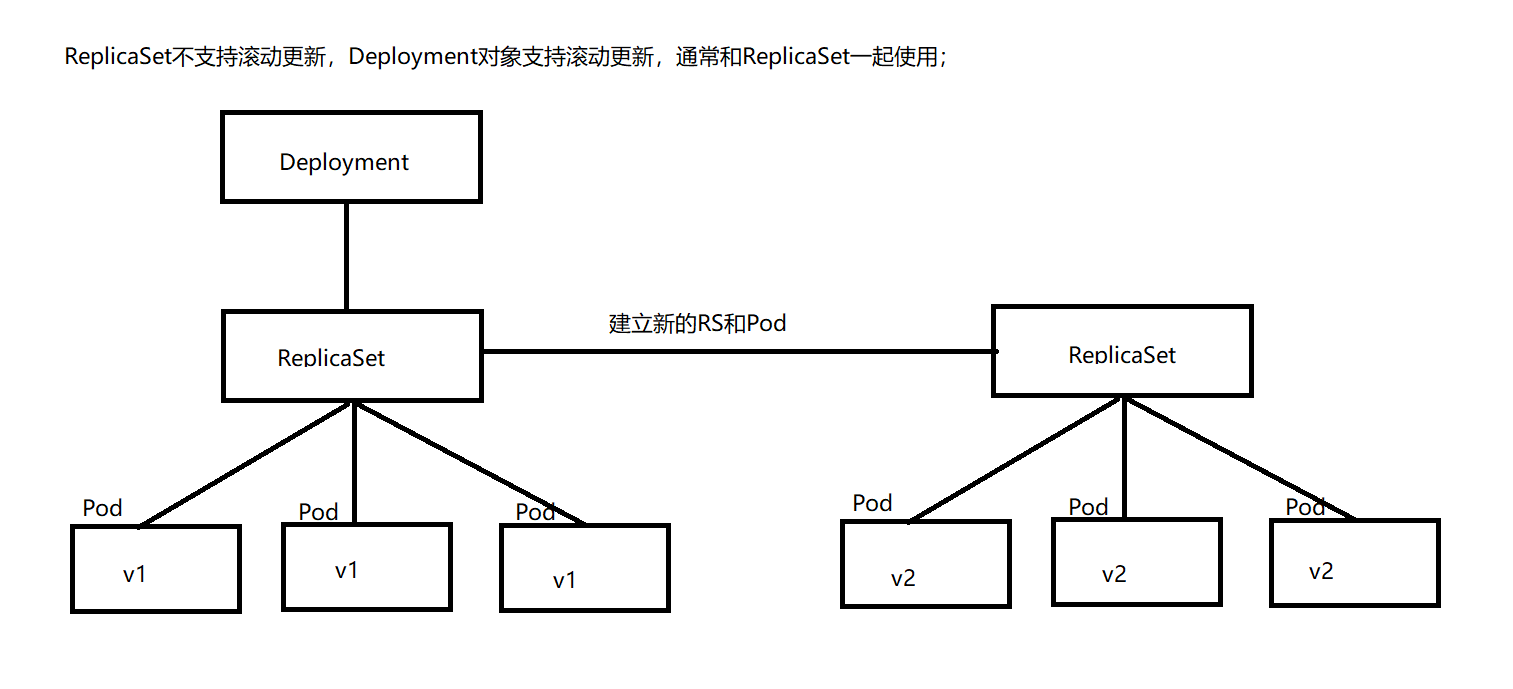 ReplicaSet不支持滚动更新，Deployment对象支持滚动更新，通常和ReplicaSet一起使用；
Deployment
建立新的RS和Pod
ReplicaSet
ReplicaSet
Pod
Pod
Pod
Pod
Pod
Pod
v1
v1
v1
v2
v2
v2